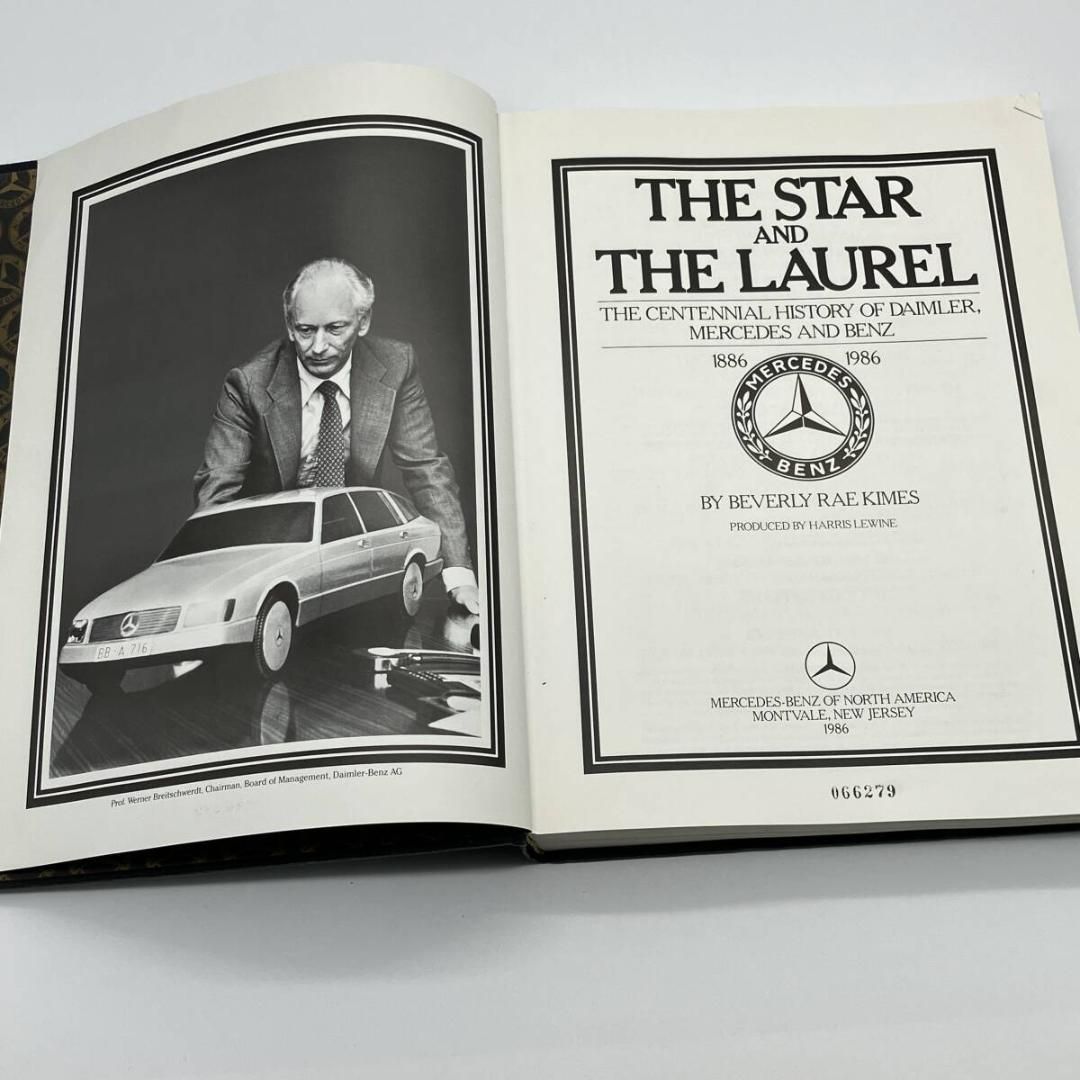 BB-A 716
Prof. Werner Breitschwerdt, Chairman, Board of Management, Daimler-Benz AG
THE STAR
AND
THE LAUREL
THE CENTENNIAL HISTORY OF DAIMLER,
MERCEDES AND BENZ
1886 1986
MERCEDES
BENZ
BY BEVERLY RAE KIMES
PRODUCED BY HARRIS LEWINE
MERCEDES-BENZ OF NORTH AMERICA
MONTVALE, NEW JERSEY
1986
066279